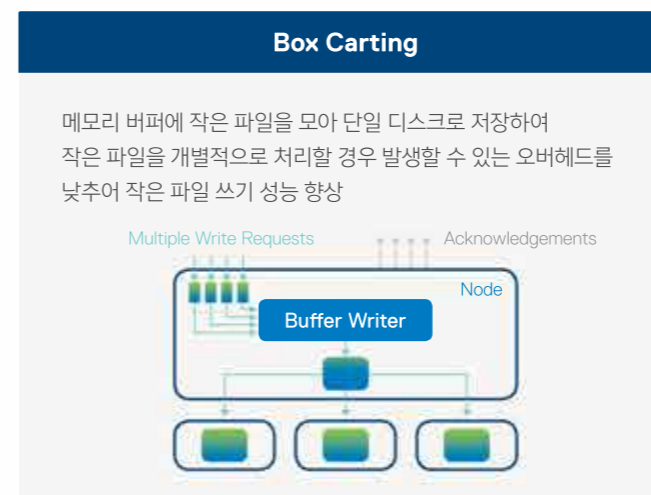 Box Carting
메모리 버퍼에 작은 파일을 모아 단일 디스크로 저장하여
작은 파일을 개별적으로 처리할 경우 발생할 수 있는 오버헤드를
낮추어 작은 파일 쓰기 성능 향상
Multiple Write Requests
Acknowledgements
Node
Buffer Writer